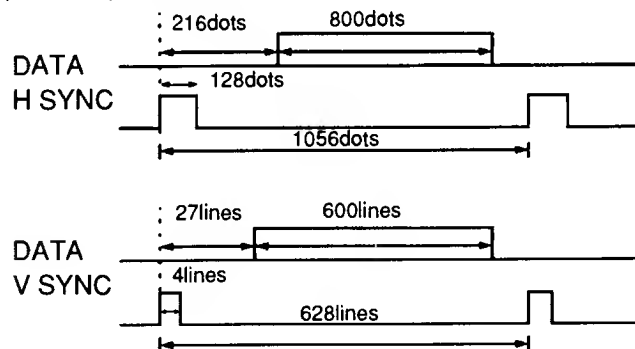 216dots 800dots
DATA
128dots
H SYNC
1056dots
27lines 600lines
DATA
4lines
V SYNC
628lines